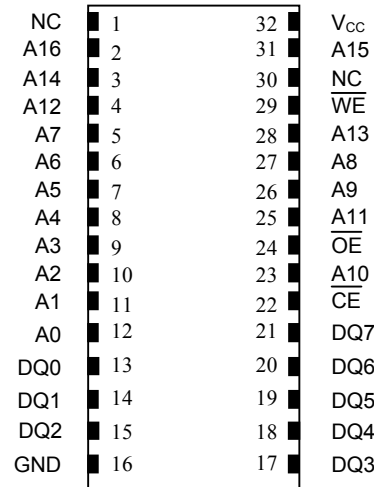 NC 1 32 VCC
A16 2 31 A15
A14 3 30 NC
A12 4 29 WE
A7 5 28 A13
A6 6 27 A8
A5 7 26 A9
A4 8 25 A11
A3 9 24 OE
A2 10 23 A10
A1 11 22 CE
A0 12 21 DQ7
DQ0 13 20 DQ6
DQ1 14 19 DQ5
DQ2 15 18 DQ4
GND 16 17 DQ3